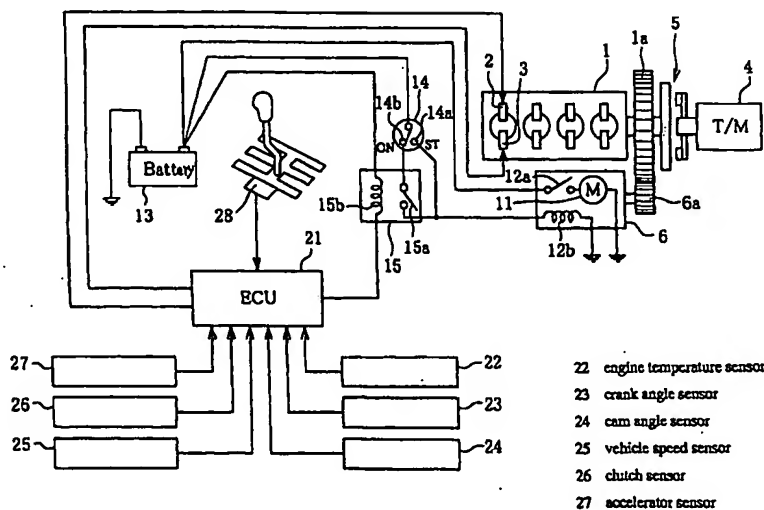 1a
5
1
4
2
3
14
14b
14a
ON
ST
T/M
Battery
13
12a
M
11
6a
28
15b
15a
12b
6
15
21
ECU
27
22
26
23
25
24
22 engine temperature sensor
23 crank angle sensor
24 cam angle sensor
25 vehicle speed sensor
26 clutch sensor
27 accelerator sensor